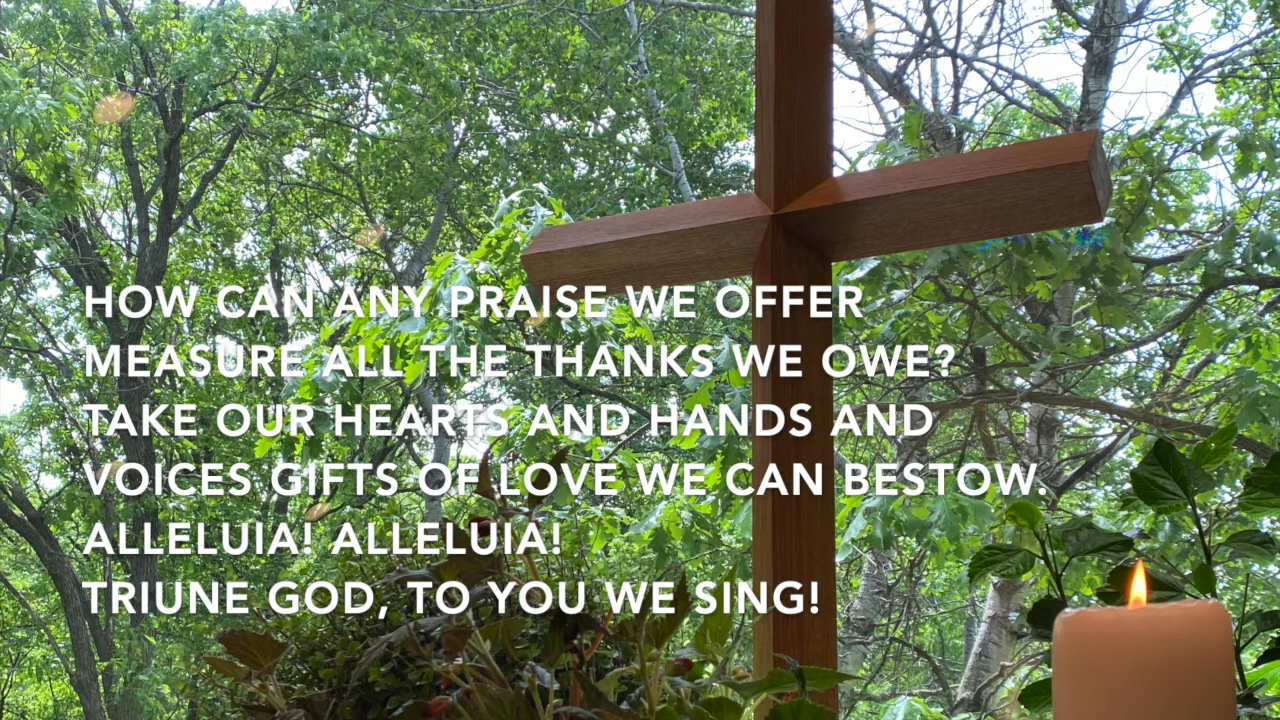 HOW CAN ANY PRAISE WE OFFER
MEASURE ALL THE THANKS WE OWE?
TAKE OUR HEARTS AND HANDS AND
VOICES GIFTS OF LOVE WE CAN BESTOW.
ALLELUIA! ALLELUIA!
TRIUNE GOD, TO YOU WE SING!